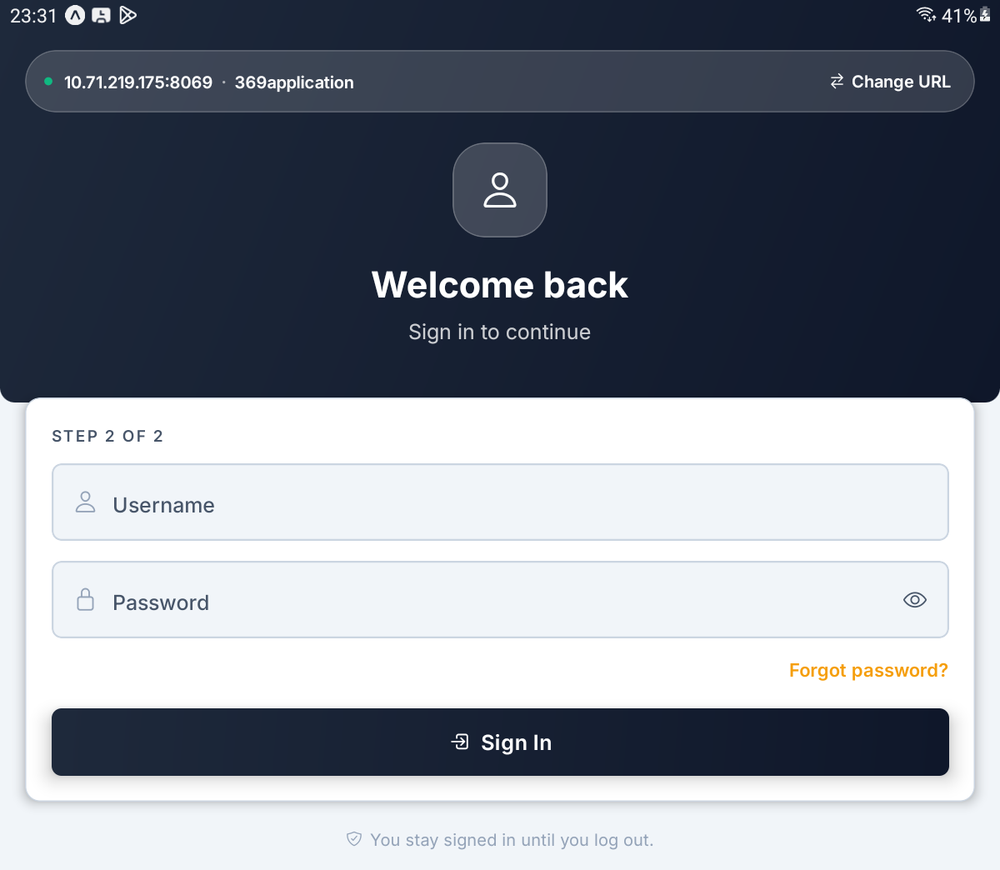 23:31 41%
10.71.219.175:8069 · 369application Change URL
Welcome back
Sign in to continue
STEP 2 OF 2
Username
Password
Forgot password?
Sign In
You stay signed in until you log out.